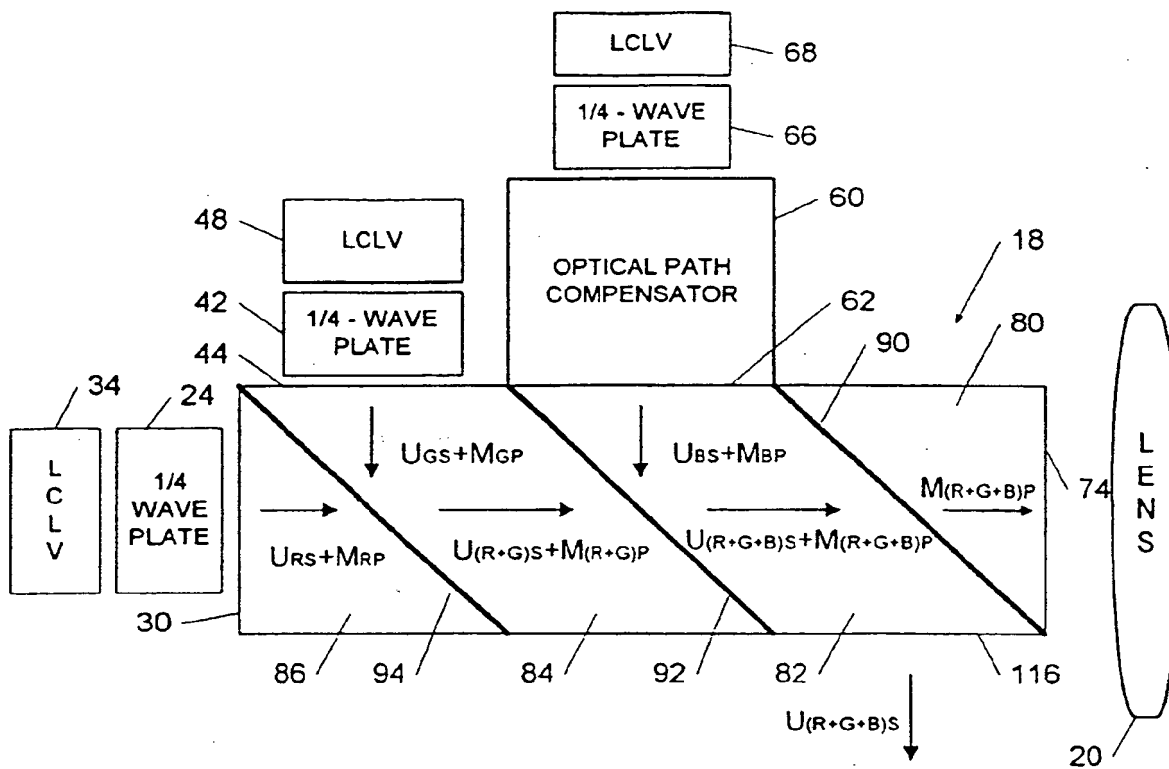 LCLV
68
1/4 - WAVE
PLATE
66
48
LCLV
60
OPTICAL PATH
COMPENSATOR
18
42
1/4 - WAVE
PLATE
62
90
80
44
34
24
L
C
L
V
1/4
WAVE
PLATE
UGS+MGP
UBS+MBP
M(R+G+B)P
74
L
E
N
S
URS+MRP
U(R+G)S+M(R+G)P
U(R+G+B)S+M(R+G+B)P
30
86
94
84
92
82
116
U(R+G+B)S
20